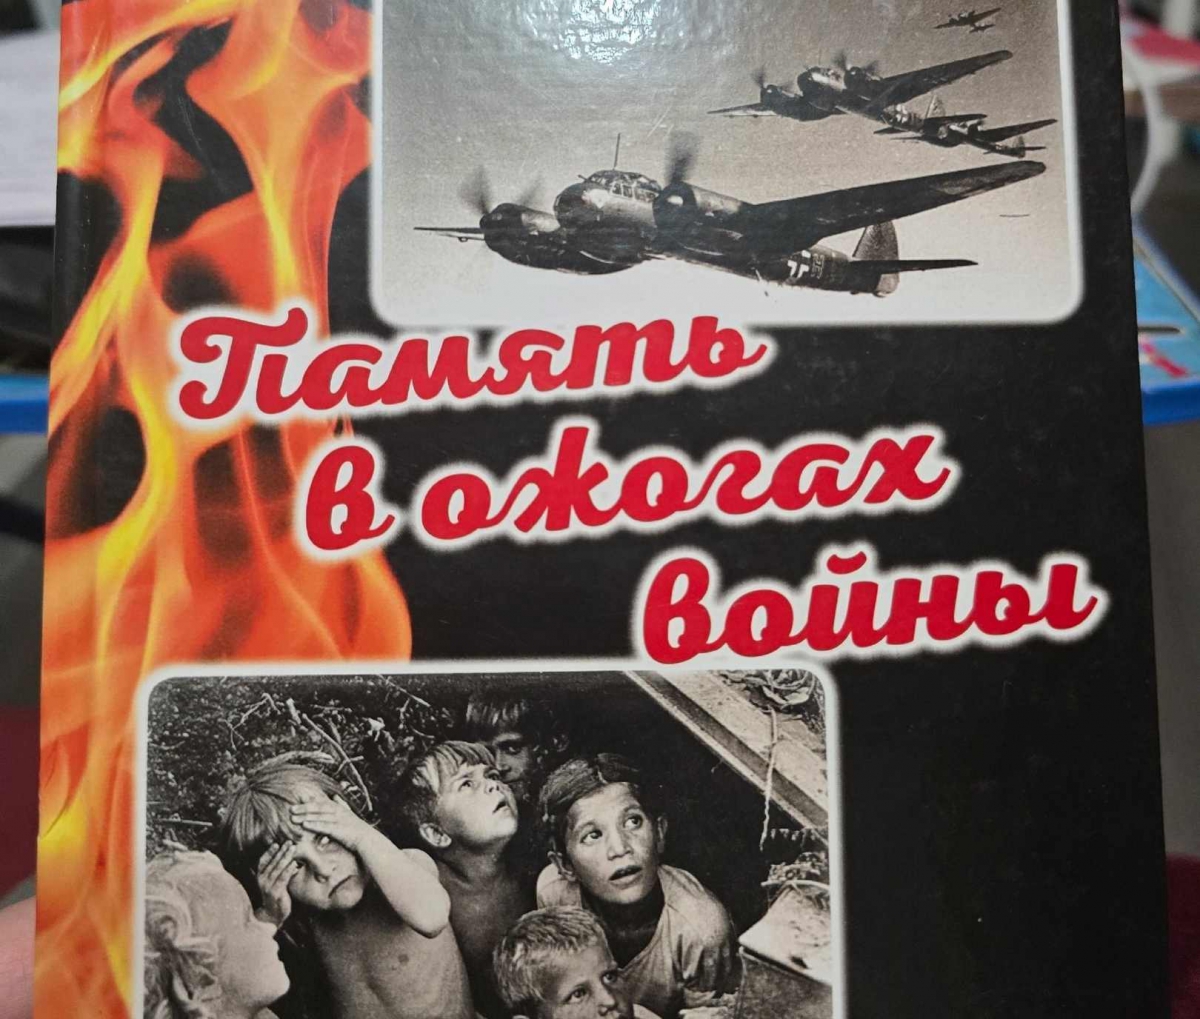 Память
в ожогах
войны